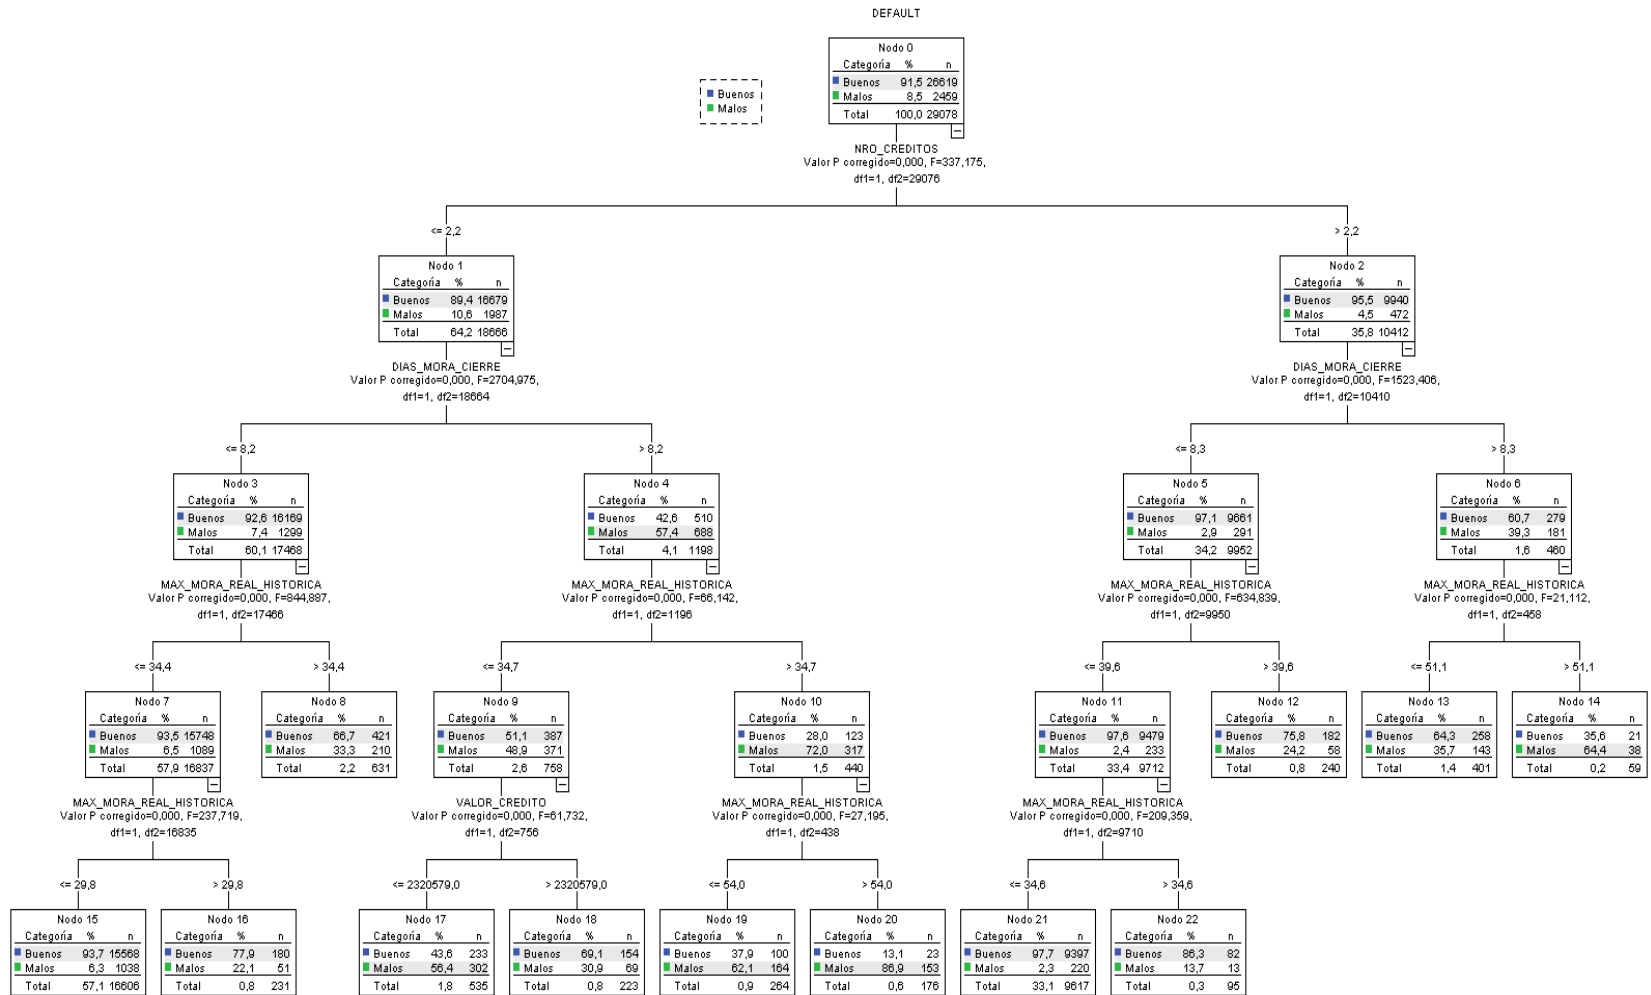 DEFAULT
Nodo 0
Categoría % n
Buenos 91,5 26619
Malos 8,5 2459
Total 100,0 29078
Buenos
Malos
NRO_CREDITOS
Valor P corregido=0,000, F=337,175,
df1=1, df2=29076
<= 2,2
> 2,2
Nodo 1
Categoría % n
Buenos 89,4 16679
Malos 10,6 1987
Total 64,2 18666
Nodo 2
Categoría % n
Buenos 95,5 9940
Malos 4,5 472
Total 35,8 10412
DIAS_MORA_CIERRE
Valor P corregido=0,000, F=2704,975,
df1=1, df2=18664
DIAS_MORA_CIERRE
Valor P corregido=0,000, F=1523,406,
df1=1, df2=10410
<= 8,2
> 8,2
<= 8,3
> 8,3
Nodo 3
Categoría % n
Buenos 92,6 16169
Malos 7,4 1299
Total 60,1 17468
Nodo 4
Categoría % n
Buenos 42,6 510
Malos 57,4 688
Total 4,1 1198
Nodo 5
Categoría % n
Buenos 97,1 9661
Malos 2,9 291
Total 34,2 9952
Nodo 6
Categoría % n
Buenos 60,7 279
Malos 39,3 181
Total 1,6 460
MAX_MORA_REAL_HISTORICA
Valor P corregido=0,000, F=844,887,
df1=1, df2=17466
MAX_MORA_REAL_HISTORICA
Valor P corregido=0,000, F=66,142,
df1=1, df2=1196
MAX_MORA_REAL_HISTORICA
Valor P corregido=0,000, F=634,839,
df1=1, df2=9950
MAX_MORA_REAL_HISTORICA
Valor P corregido=0,000, F=21,112,
df1=1, df2=458
<= 34,4
> 34,4
<= 34,7
> 34,7
<= 39,6
> 39,6
<= 51,1
> 51,1
Nodo 7
Categoría % n
Buenos 93,5 15748
Malos 6,5 1089
Total 57,9 16837
Nodo 8
Categoría % n
Buenos 66,7 421
Malos 33,3 210
Total 2,2 631
Nodo 9
Categoría % n
Buenos 51,1 387
Malos 48,9 371
Total 2,6 758
Nodo 10
Categoría % n
Buenos 28,0 123
Malos 72,0 317
Total 1,5 440
Nodo 11
Categoría % n
Buenos 97,6 9479
Malos 2,4 233
Total 33,4 9712
Nodo 12
Categoría % n
Buenos 75,8 182
Malos 24,2 58
Total 0,8 240
Nodo 13
Categoría % n
Buenos 64,3 258
Malos 35,7 143
Total 1,4 401
Nodo 14
Categoría % n
Buenos 35,6 21
Malos 64,4 38
Total 0,2 59
MAX_MORA_REAL_HISTORICA
Valor P corregido=0,000, F=237,719,
df1=1, df2=16835
VALOR_CREDITO
Valor P corregido=0,000, F=61,732,
df1=1, df2=756
MAX_MORA_REAL_HISTORICA
Valor P corregido=0,000, F=27,195,
df1=1, df2=438
MAX_MORA_REAL_HISTORICA
Valor P corregido=0,000, F=209,359,
df1=1, df2=9710
<= 29,8
> 29,8
<= 2320579,0
> 2320579,0
<= 54,0
> 54,0
<= 34,6
> 34,6
Nodo 15
Categoría % n
Buenos 93,7 15568
Malos 6,3 1038
Total 57,1 16606
Nodo 16
Categoría % n
Buenos 77,9 180
Malos 22,1 51
Total 0,8 231
Nodo 17
Categoría % n
Buenos 43,6 233
Malos 56,4 302
Total 1,8 535
Nodo 18
Categoría % n
Buenos 69,1 154
Malos 30,9 69
Total 0,8 223
Nodo 19
Categoría % n
Buenos 37,9 100
Malos 62,1 164
Total 0,9 264
Nodo 20
Categoría % n
Buenos 13,1 23
Malos 86,9 153
Total 0,6 176
Nodo 21
Categoría % n
Buenos 97,7 9397
Malos 2,3 220
Total 33,1 9617
Nodo 22
Categoría % n
Buenos 86,3 82
Malos 13,7 13
Total 0,3 95